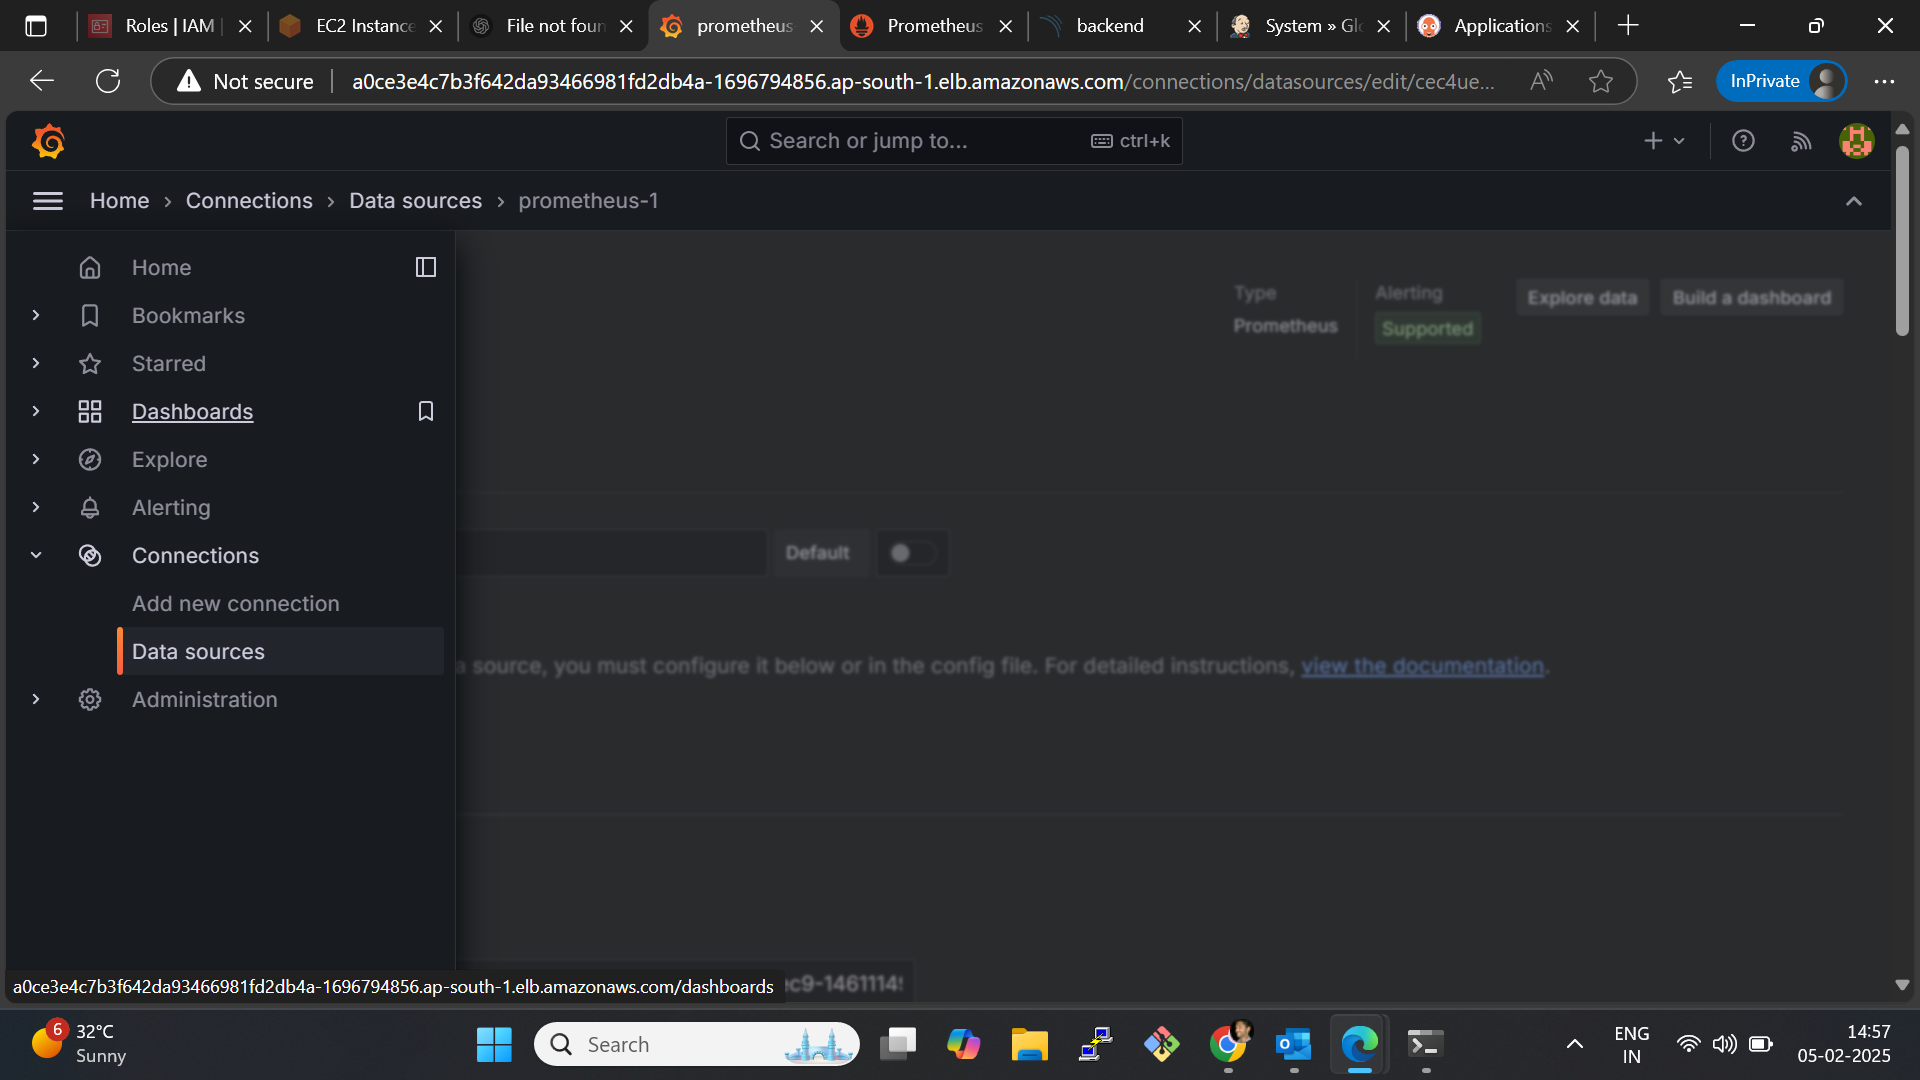 Roles | IAM
EC2 Instance
File not foun
prometheus
Prometheus
backend
System » Glo
Applications
Not secure
a0ce3e4c7b3f642da93466981fd2db4a-1696794856.ap-south-1.elb.amazonaws.com/connections/datasources/edit/cec4ue...
InPrivate
Search or jump to...
ctrl+k
Home › Connections › Data sources › prometheus-1
Home
Bookmarks
Starred
Dashboards
Explore
Alerting
Connections
Add new connection
Data sources
Administration
Type
Prometheus
Alerting
Supported
Explore data
Build a dashboard
Default
a source, you must configure it below or in the config file. For detailed instructions, view the documentation.
a0ce3e4c7b3f642da93466981fd2db4a-1696794856.ap-south-1.elb.amazonaws.com/dashboards
6
32°C
Sunny
Search
ENG
IN
14:57
05-02-2025